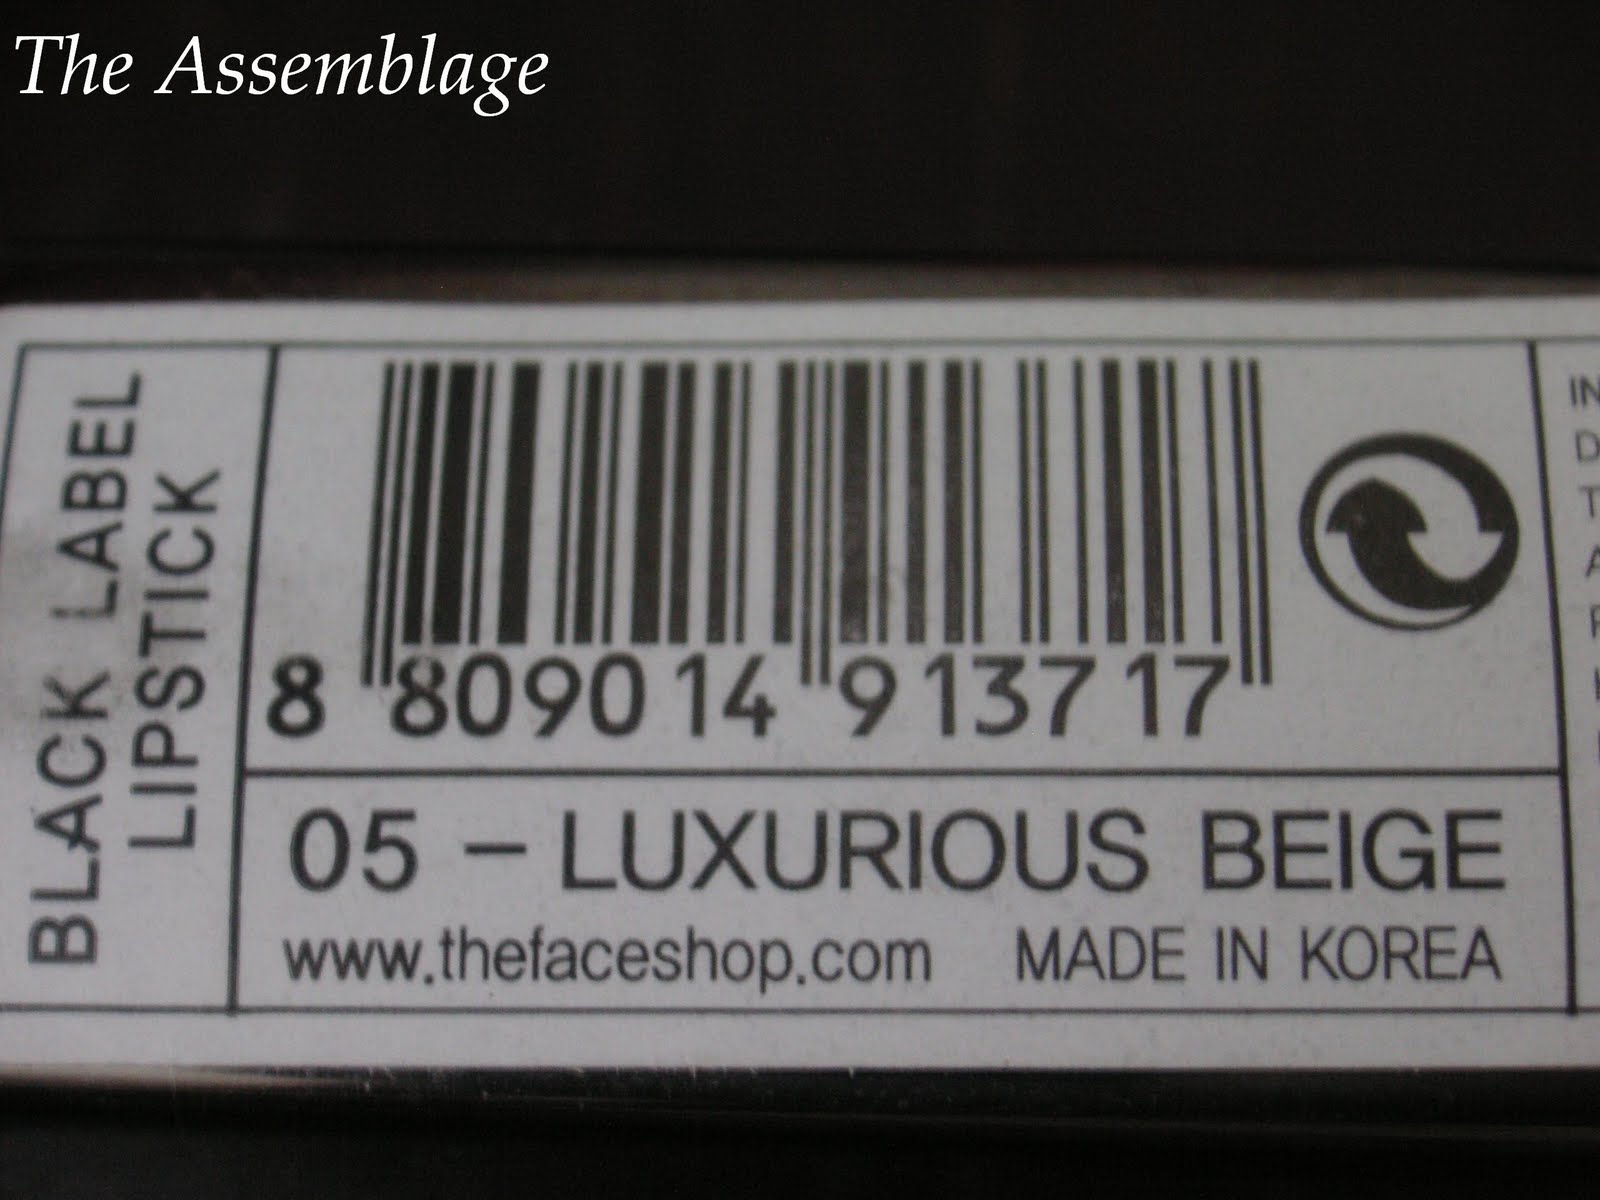 The Assemblage
BLACK LABEL
LIPSTICK
8 809014 913717
05 - LUXURIOUS BEIGE
www.thefaceshop.com MADE IN KOREA